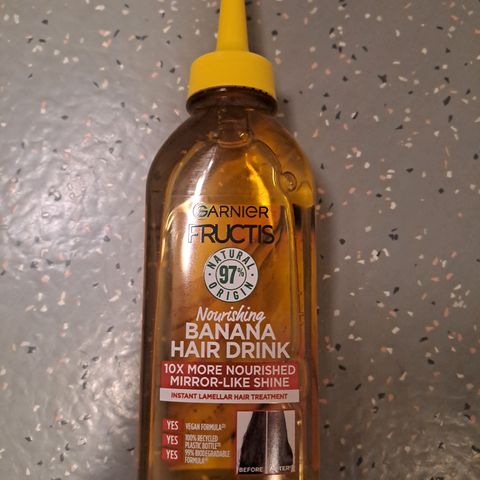 GARNIER
FRUCTIS
NATURAL
97%
ORIGIN
Nourishing
BANANA
HAIR DRINK
10X MORE NOURISHED
MIRROR-LIKE SHINE
INSTANT LAMELLAR HAIR TREATMENT
YES VEGAN FORMULA
YES 100% RECYCLED
PLASTIC BOTTLE
YES 99% BIODEGRADABLE
FORMULA
BEFORE AFTER